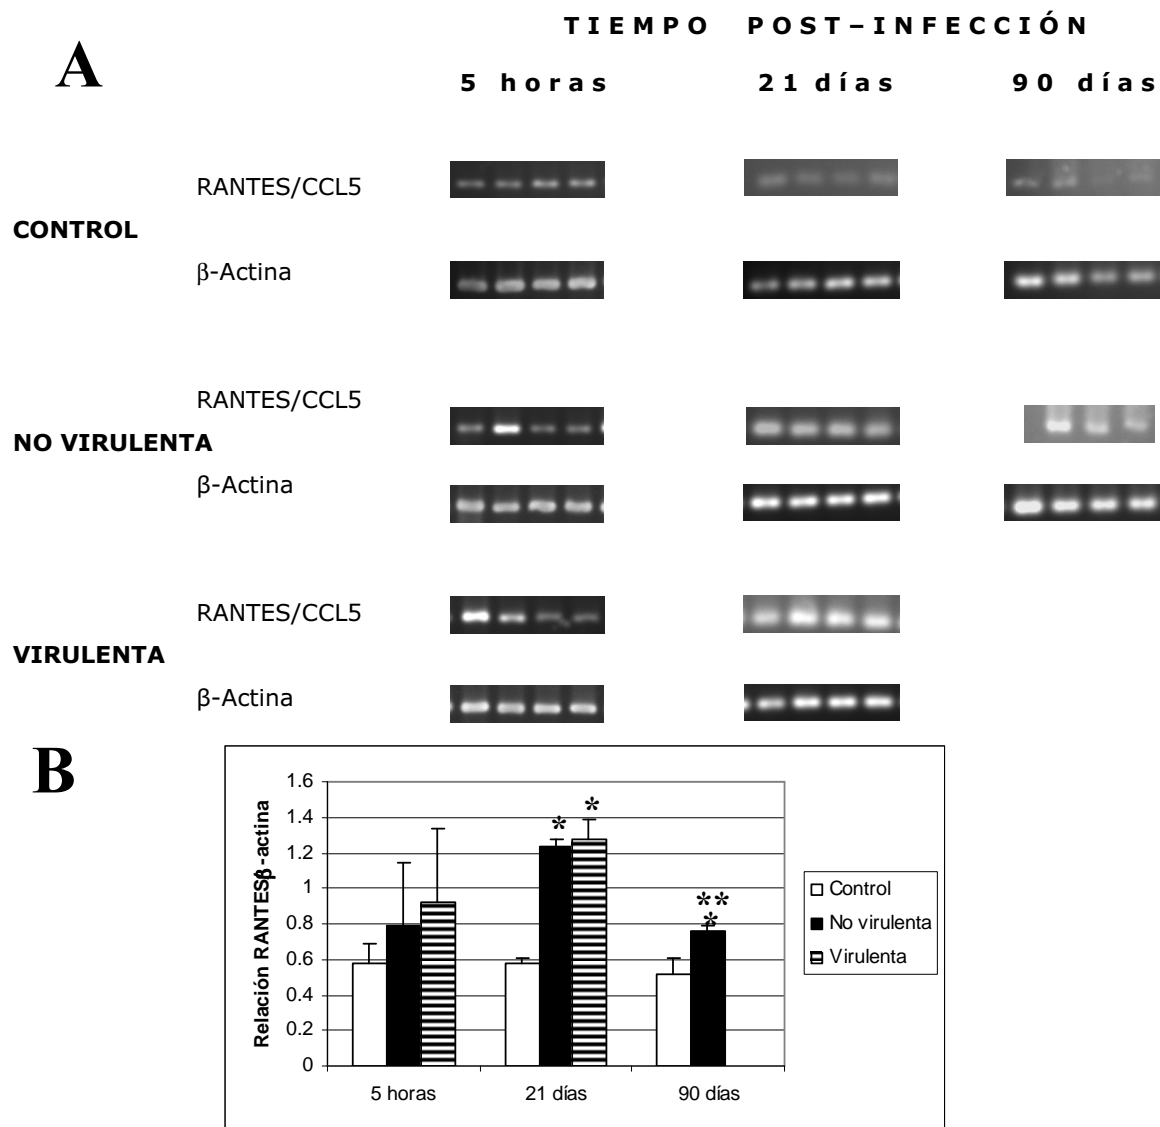 TIEMPO POST-INFECCIÓN
A
5 horas 21 días 90 días
RANTES/CCL5
CONTROL
β-Actina
RANTES/CCL5
NO VIRULENTA
β-Actina
RANTES/CCL5
VIRULENTA
β-Actina
B
Relación RANTES/β-actina
1.6
1.4
1.2
1
0.8
0.6
0.4
0.2
0
* *
**
*
5 horas 21 días 90 días
Control
No virulenta
Virulenta